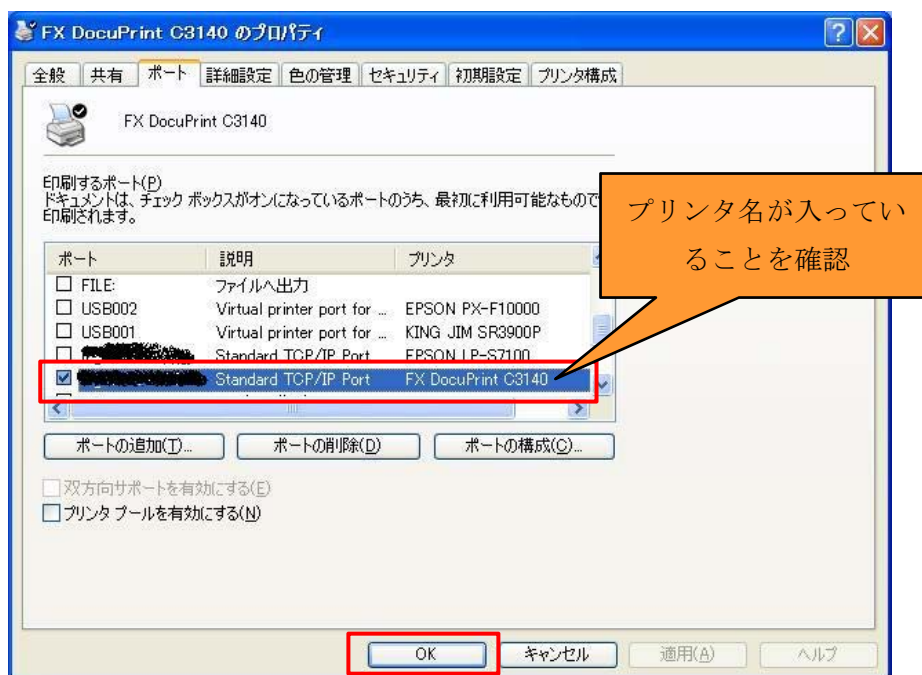 FX DocuPrint C3140 のプロパティ
全般 共有 ポート 詳細設定 色の管理 セキュリティ 初期設定 プリンタ構成
FX DocuPrint C3140
印刷するポート(P)
ドキュメントは、チェック ボックスがオンになっているポートのうち、最初に利用可能なもので
印刷されます。
プリンタ名が入ってい
ることを確認
ポート 説明 プリンタ
FILE: ファイルへ出力
USB002 Virtual printer port for ... EPSON PX-F10000
USB001 Virtual printer port for ... KING JIM SR3900P
Standard TCP/IP Port EPSON LP-S7100
Standard TCP/IP Port FX DocuPrint C3140
ポートの追加(T)... ポートの削除(D) ポートの構成(C)...
双方向サポートを有効にする(E)
プリンタ プールを有効にする(N)
OK キャンセル 適用(A) ヘルプ